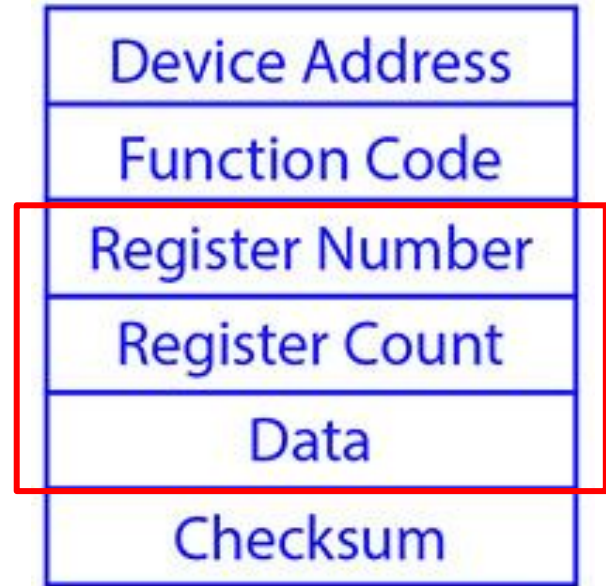 Device Address
Function Code
Register Number
Register Count
Data
Checksum